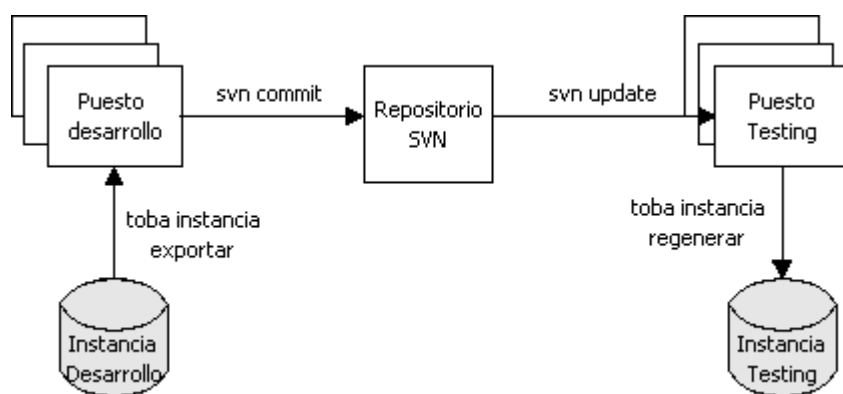 Puesto
desarrollo
svn commit
Repositorio
SVN
svn update
Puesto
Testing
toba instancia
exportar
toba instancia
regenerar
Instancia
Desarrollo
Instancia
Testing